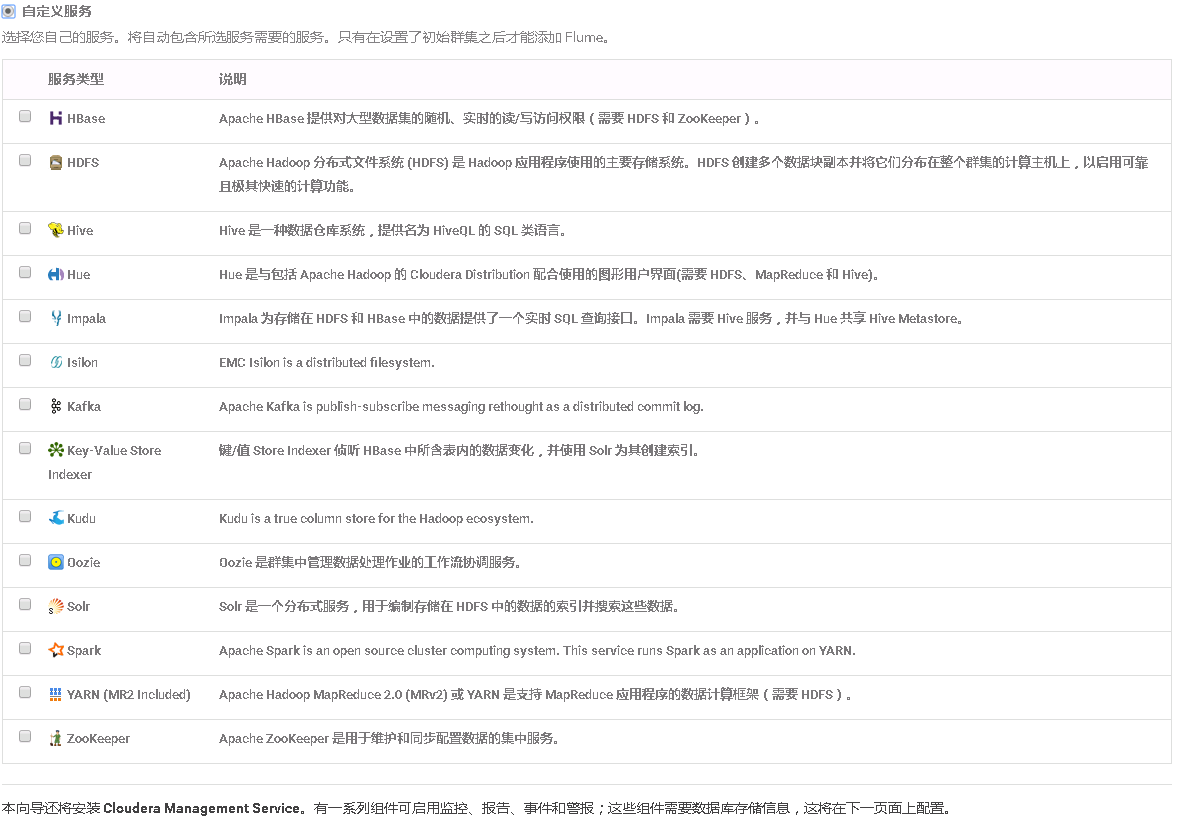 自定义服务
选择您自己的服务。将自动包含所选服务需要的服务。只有在设置了初始群集之后才能添加 Flume。
服务类型 说明
HBase Apache HBase 提供对大型数据集的随机、实时的读/写访问权限（需要 HDFS 和 ZooKeeper）。
HDFS Apache Hadoop 分布式文件系统 (HDFS) 是 Hadoop 应用程序使用的主要存储系统。HDFS 创建多个数据块副本并将它们分布在整个群集的计算主机上，以启用可靠
且极其快速的计算功能。
Hive Hive 是一种数据仓库系统，提供名为 HiveQL 的 SQL 类语言。
Hue Hue 是与包括 Apache Hadoop 的 Cloudera Distribution 配合使用的图形用户界面(需要 HDFS、MapReduce 和 Hive)。
Impala Impala 为存储在 HDFS 和 HBase 中的数据提供了一个实时 SQL 查询接口。Impala 需要 Hive 服务，并与 Hue 共享 Hive Metastore。
Isilon EMC Isilon is a distributed filesystem.
Kafka Apache Kafka is publish-subscribe messaging rethought as a distributed commit log.
Key-Value Store 键/值 Store Indexer 侦听 HBase 中所含表内的数据变化，并使用 Solr 为其创建索引。
Indexer
Kudu Kudu is a true column store for the Hadoop ecosystem.
Oozie Oozie 是群集中管理数据处理作业的工作流协调服务。
Solr Solr 是一个分布式服务，用于编制存储在 HDFS 中的数据的索引并搜索这些数据。
Spark Apache Spark is an open source cluster computing system. This service runs Spark as an application on YARN.
YARN (MR2 Included) Apache Hadoop MapReduce 2.0 (MRv2) 或 YARN 是支持 MapReduce 应用程序的数据计算框架（需要 HDFS）。
ZooKeeper Apache ZooKeeper 是用于维护和同步配置数据的集中服务。
本向导还将安装 Cloudera Management Service。有一系列组件可启用监控、报告、事件和警报；这些组件需要数据库存储信息，这将在下一页面上配置。